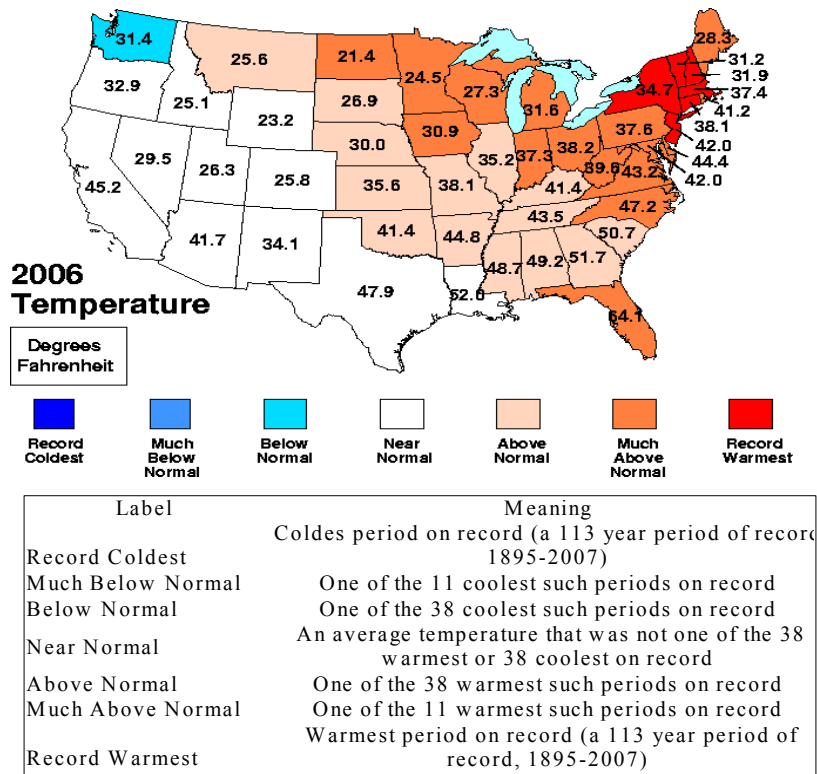 31.4
25.6
21.4
24.5
28.3
31.2
31.9
37.4
41.2
38.1
42.0
44.4
42.0
32.9
25.1
26.9
27.3
31.6
34.7
23.2
30.9
37.6
29.5
26.3
25.8
30.0
35.2
37.3
38.2
43.2
45.2
35.6
38.1
41.4
47.2
41.7
34.1
41.4
44.8
43.5
50.7
48.7
49.2
51.7
47.9
52.0
64.1
2006
Temperature
Degrees
Fahrenheit
Record
Coldest
Much
Below
Normal
Below
Normal
Near
Normal
Above
Normal
Much
Above
Normal
Record
Warmest
Label Meaning
Coldes period on record (a 113 year period of record
Record Coldest 1895-2007)
Much Below Normal One of the 11 coolest such periods on record
Below Normal One of the 38 coolest such periods on record
Near Normal An average temperature that was not one of the 38
warmest or 38 coolest on record
Above Normal One of the 38 warmest such periods on record
Much Above Normal One of the 11 warmest such periods on record
Warmest period on record (a 113 year period of
Record Warmest record, 1895-2007)